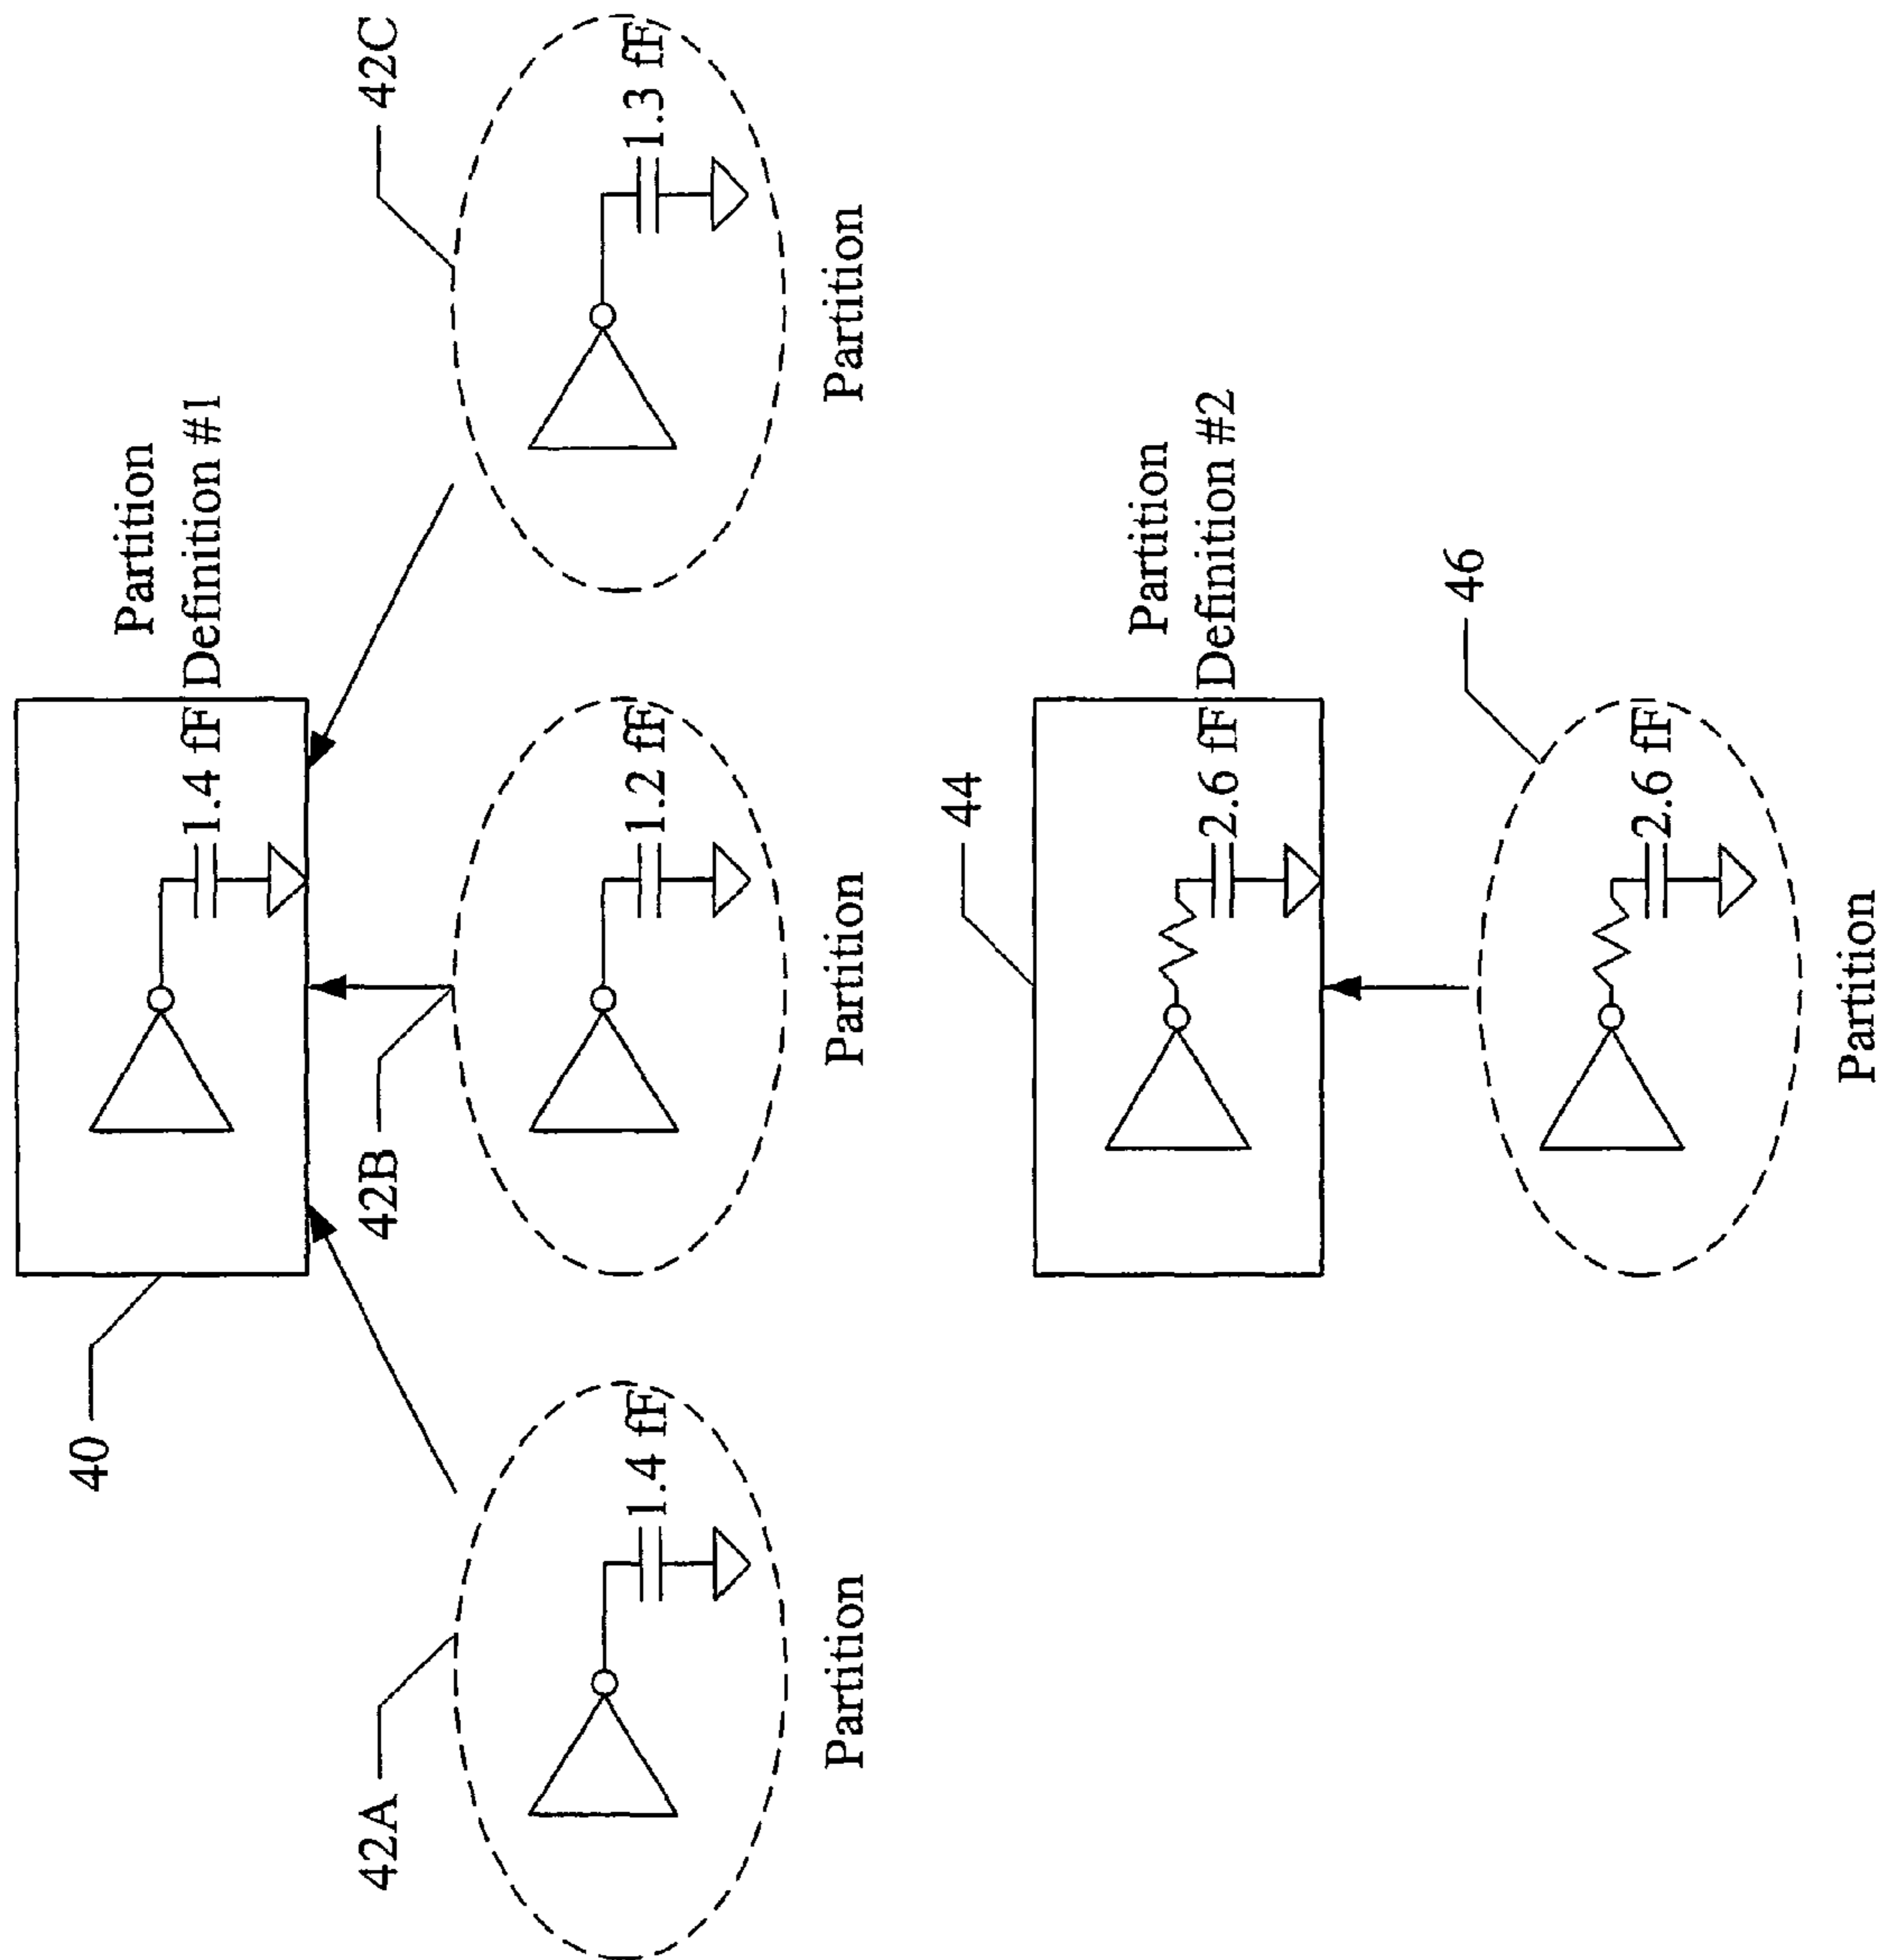 40
1.4 fF
Partition
Definition #1
42A
42B
42C
1.4 fF
1.2 fF
1.3 fF
Partition
Partition
Partition
44
2.6 fF
Partition
Definition #2
46
2.6 fF
Partition